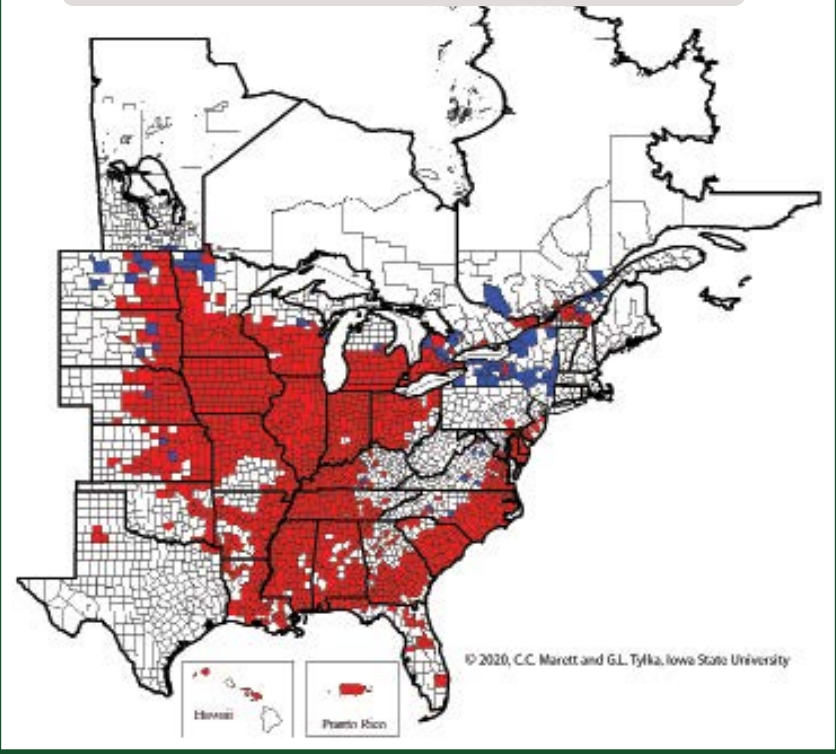 © 2020, C.C. Marett and G.L. Tylka, Iowa State University
Hawaii
Puerto Rico